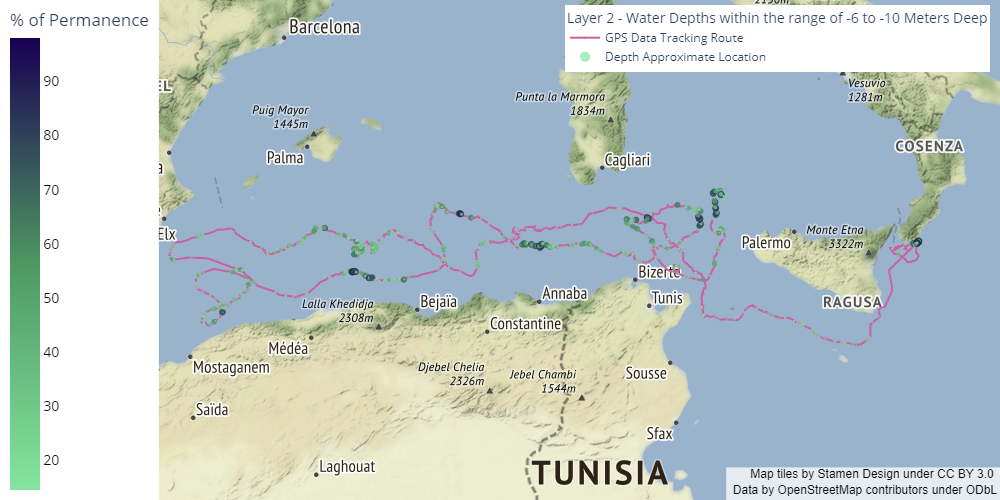 % of Permanence
90
80
70
60
50
40
30
20
Layer 2 - Water Depths within the range of -6 to -10 Meters Deep
GPS Data Tracking Route
Depth Approximate Location
Barcelona
EL
Puig Mayor
1445m
Palma
a
Elx
Punta la Marmora
1834m
Cagliari
Vesuvio
1281m
COSENZA
Palermo
Monte Etna
3322m
RAGUSA
Bizerte
Tunis
Annaba
Bejaïa
Constantine
Lalla Khedidja
2308m
Médéa
Mostaganem
Djebel Chelia
2326m
Jebel Chambi
1544m
Sousse
Saïda
Sfax
Laghouat
TUNISIA
Map tiles by Stamen Design under CC BY 3.0
Data by OpenStreetMap contributors under ODbL